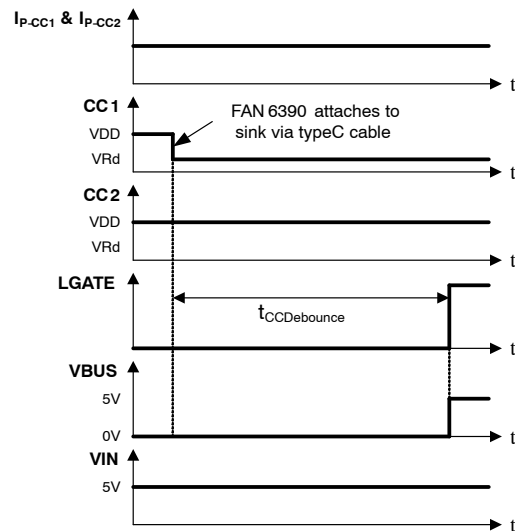 IP-CC1 & IP-CC2
t
CC1
FAN 6390 attaches to
sink via typeC cable
VDD
VRd
t
CC2
VDD
VRd
t
LGATE
tCCDebounce
t
VBUS
5V
0V
t
VIN
5V
t